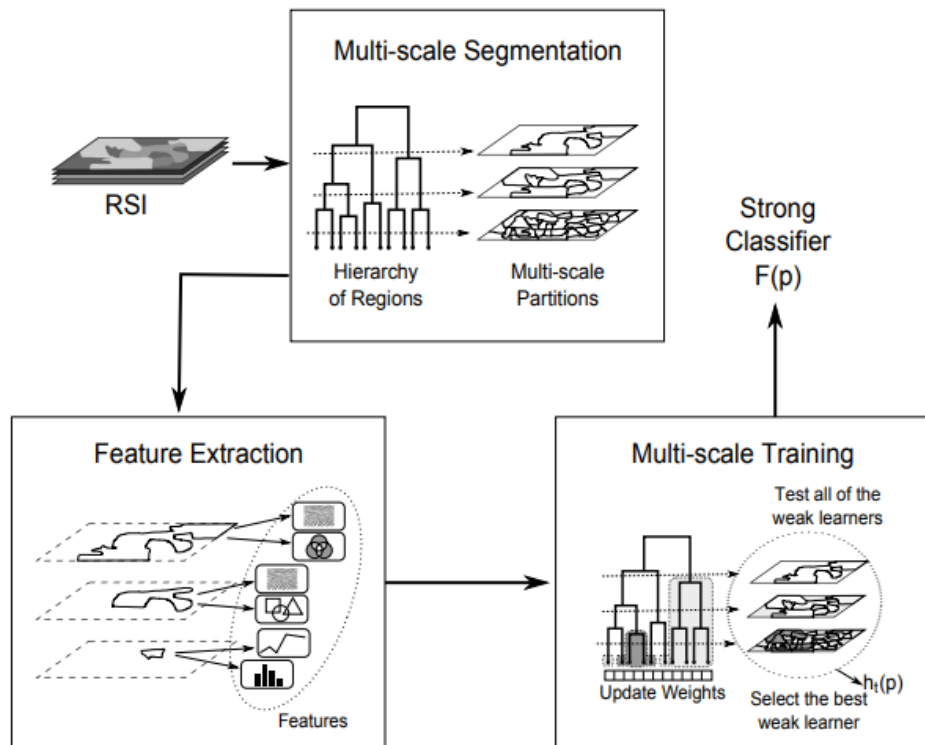 Multi-scale Segmentation
RSI
Hierarchy
of Regions
Multi-scale
Partitions
Strong
Classifier
F(p)
Feature Extraction
Features
Multi-scale Training
Test all of the
weak learners
Update Weights
hₜ(p)
Select the best
weak learner